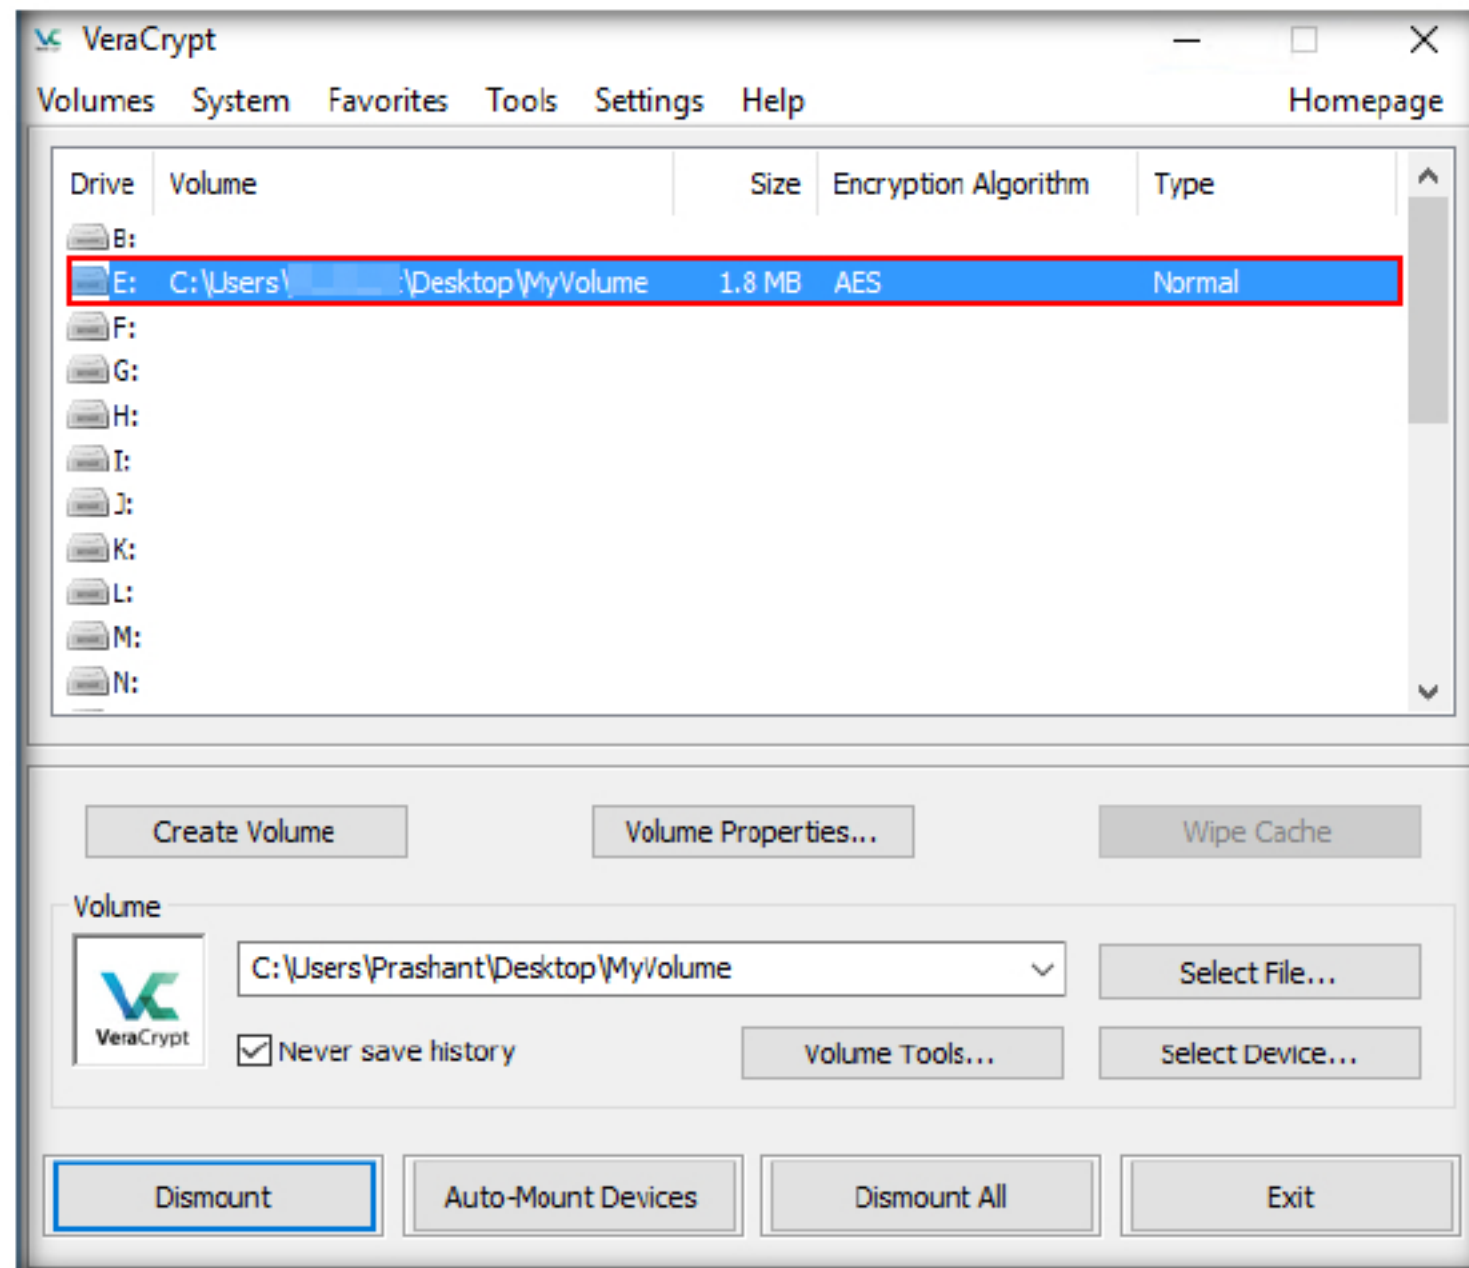 VeraCrypt
Volumes System Favorites Tools Settings Help Homepage
Drive Volume Size Encryption Algorithm Type
B:
E: C:\Users\ \Desktop\MyVolume 1.8 MB AES Normal
F:
G:
H:
I:
J:
K:
L:
M:
N:
Create Volume Volume Properties... Wipe Cache
Volume
C:\Users\Prashant\Desktop\MyVolume Select File...
VeraCrypt
Never save history Volume Tools... Select Device...
Dismount Auto-Mount Devices Dismount All Exit